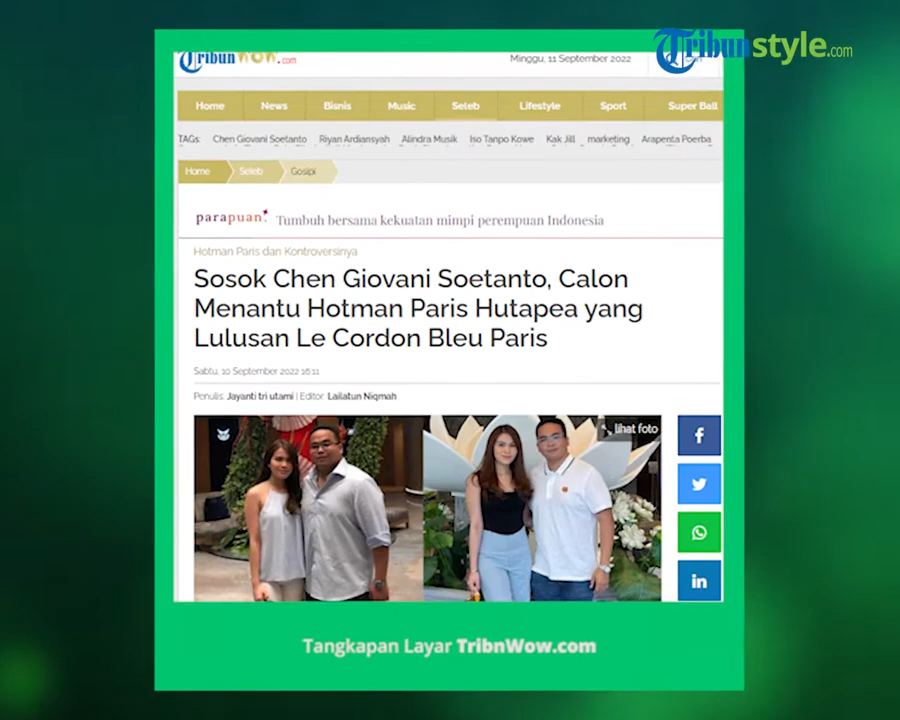 Tribunstyle.com
TribunWow.com
Minggu, 11 September 2022
Home News Bisnis Music Seleb Lifestyle Sport Super Ball
TAGs: Chen Giovani Soetanto Riyan Ardiansyah Alindra Musik Iso Tanpo Kowe Kak Jill marketing Arapenta Poerba
Home Seleb Gosipi
parapuan. Tumbuh bersama kekuatan mimpi perempuan Indonesia
Hotman Paris dan Kontroversinya
Sosok Chen Giovani Soetanto, Calon
Menantu Hotman Paris Hutapea yang
Lulusan Le Cordon Bleu Paris
Sabtu, 10 September 2022 16:11
Penulis: Jayanti tri utami | Editor: Lailatun Niqmah
lihat foto
Tangkapan Layar TribnWow.com